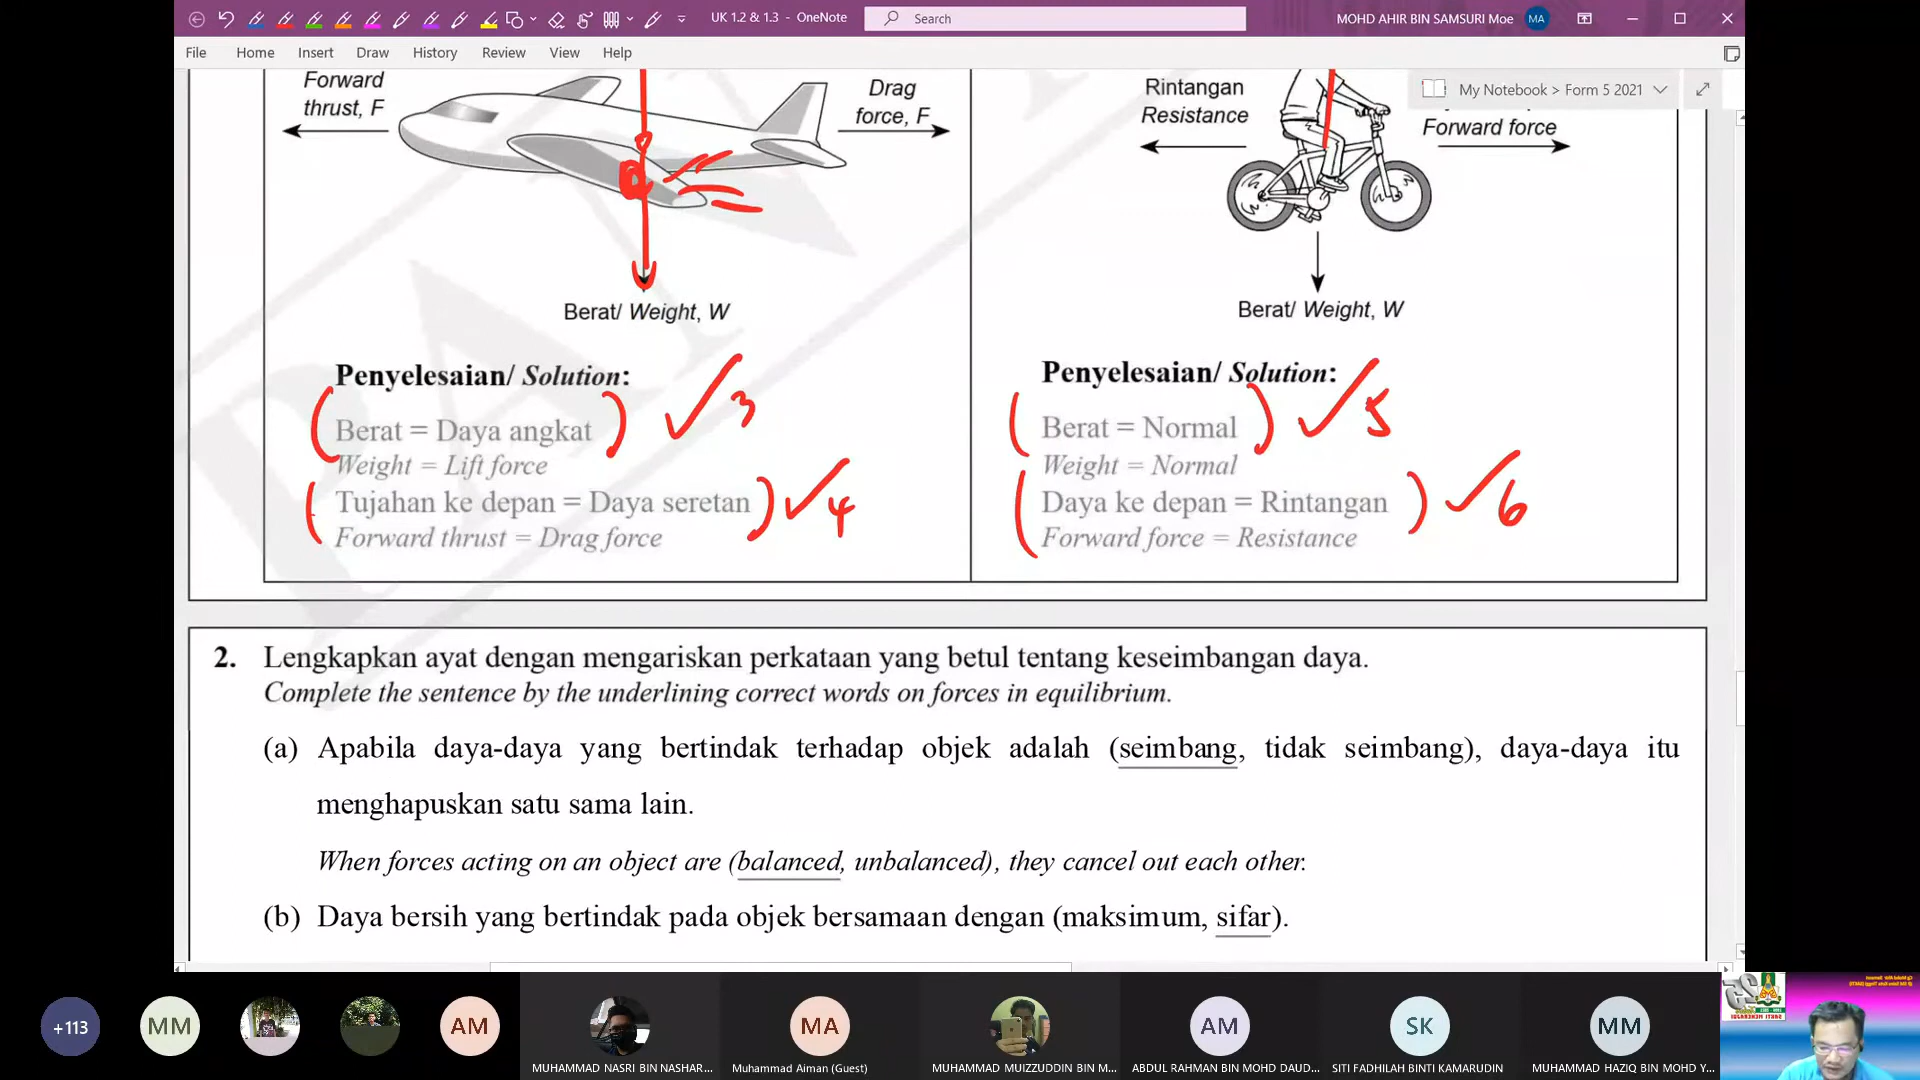 UK 1.2 & 1.3 - OneNote
Search
MOHD AHIR BIN SAMSURI Moe
MA
File Home Insert Draw History Review View Help
My Notebook > Form 5 2021
Forward
thrust, F
Drag
force, F
Berat/ Weight, W
Rintangan
Resistance
Forward force
Berat/ Weight, W
Penyelesaian/ Solution:
Berat = Daya angkat
3
Weight = Lift force
Tujahan ke depan = Daya seretan
4
Forward thrust = Drag force
Penyelesaian/ Solution:
Berat = Normal
5
Weight = Normal
Daya ke depan = Rintangan
6
Forward force = Resistance
2. Lengkapkan ayat dengan mengariskan perkataan yang betul tentang keseimbangan daya.
Complete the sentence by the underlining correct words on forces in equilibrium.
(a) Apabila daya-daya yang bertindak terhadap objek adalah (seimbang, tidak seimbang), daya-daya itu
menghapuskan satu sama lain.
When forces acting on an object are (balanced, unbalanced), they cancel out each other.
(b) Daya bersih yang bertindak pada objek bersamaan dengan (maksimum, sifar).
+113
MM
AM
MA
AM
SK
MM
MUHAMMAD NASRI BIN NASHAR...
Muhammad Aiman (Guest)
MUHAMMAD MUIZZUDDIN BIN M...
ABDUL RAHMAN BIN MOHD DAUD...
SITI FADHILAH BINTI KAMARUDIN
MUHAMMAD HAZIQ BIN MOHD Y...